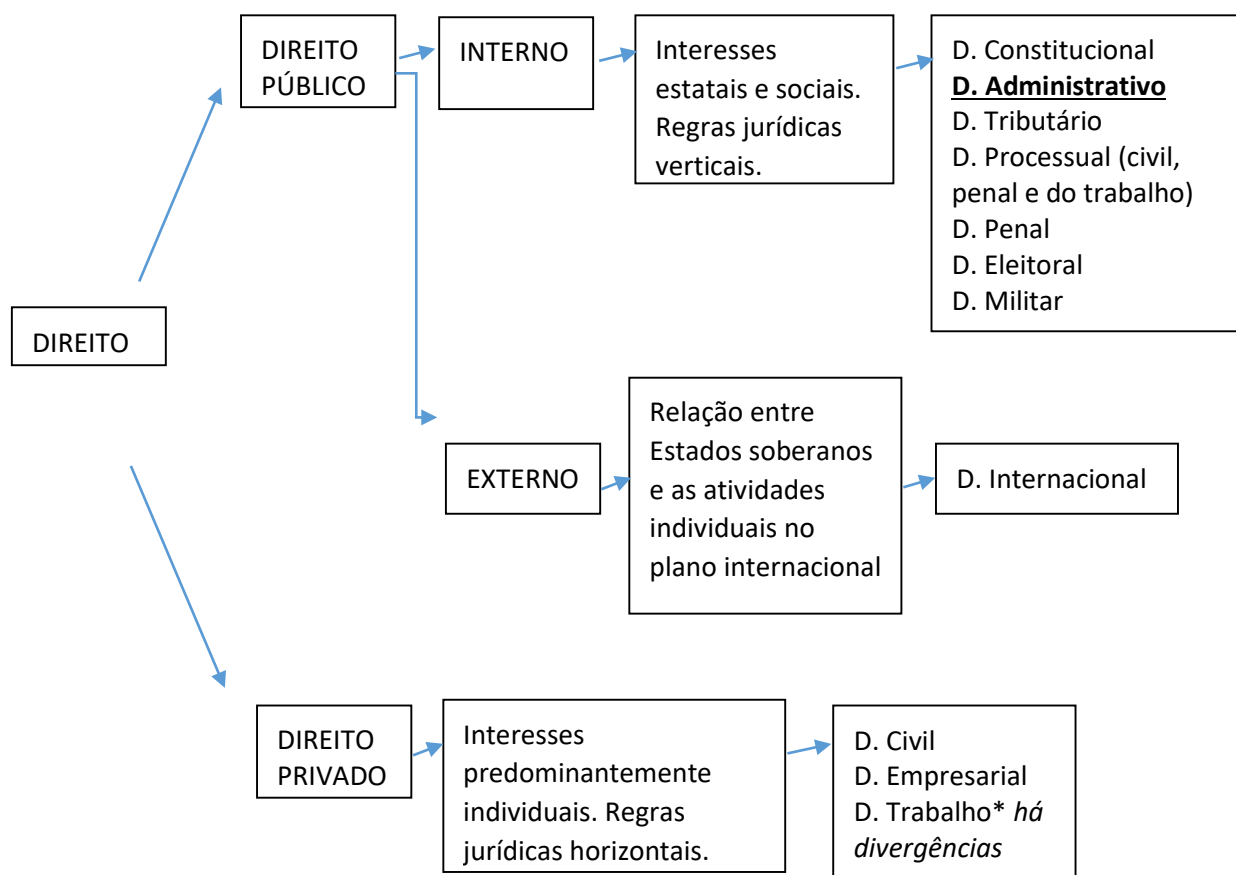 DIREITO
DIREITO
PÚBLICO
INTERNO
Interesses
estatais e sociais.
Regras jurídicas
verticais.
D. Constitucional
D. Administrativo
D. Tributário
D. Processual (civil,
penal e do trabalho)
D. Penal
D. Eleitoral
D. Militar
EXTERNO
Relação entre
Estados soberanos
e as atividades
individuais no
plano internacional
D. Internacional
DIREITO
PRIVADO
Interesses
predominantemente
individuais. Regras
jurídicas horizontais.
D. Civil
D. Empresarial
D. Trabalho* há
divergências